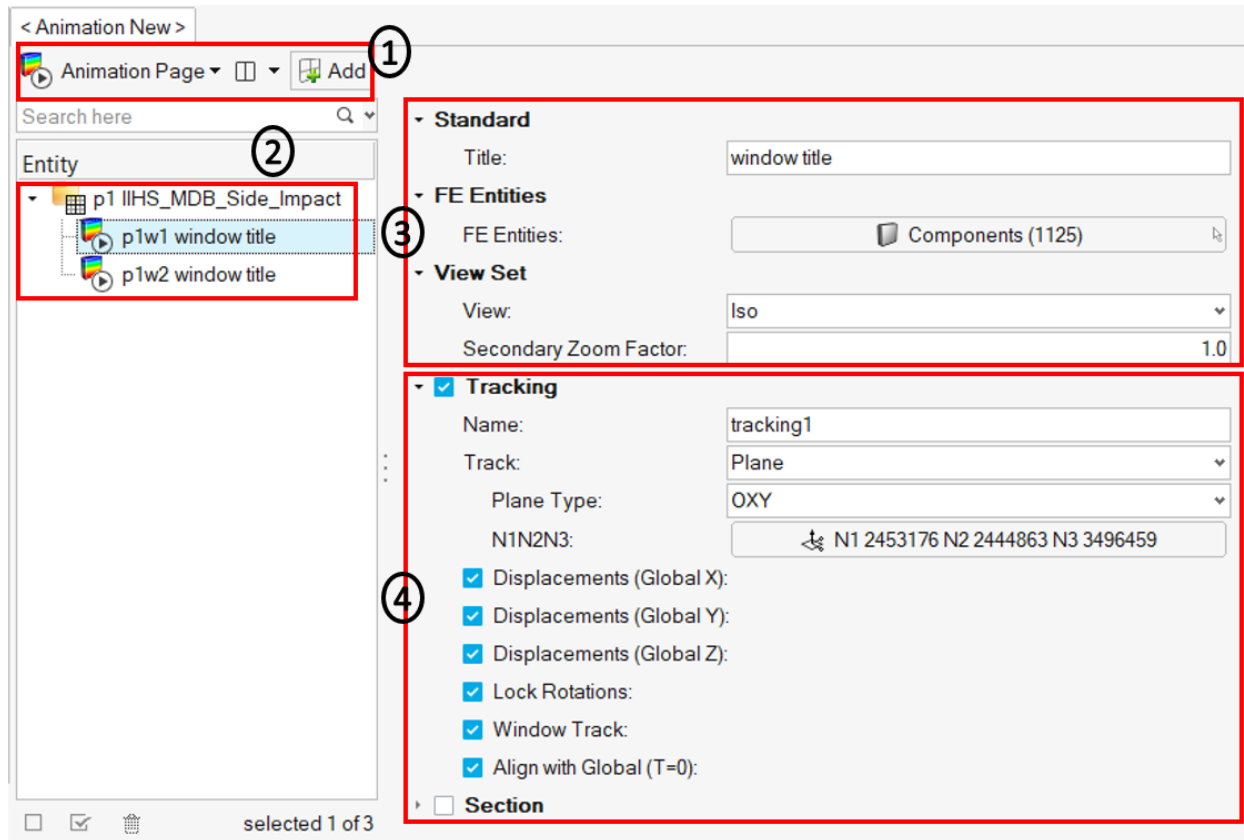 < Animation New >
Animation Page Add
1
Search here
2
Entity
p1 IIHS_MDB_Side_Impact
p1w1 window title
p1w2 window title
selected 1 of 3
3
Standard
Title: window title
FE Entities
FE Entities: Components (1125)
View Set
View: Iso
Secondary Zoom Factor: 1.0
4
Tracking
Name: tracking1
Track: Plane
Plane Type: OXY
N1N2N3: N1 2453176 N2 2444863 N3 3496459
Displacements (Global X):
Displacements (Global Y):
Displacements (Global Z):
Lock Rotations:
Window Track:
Align with Global (T=0):
Section